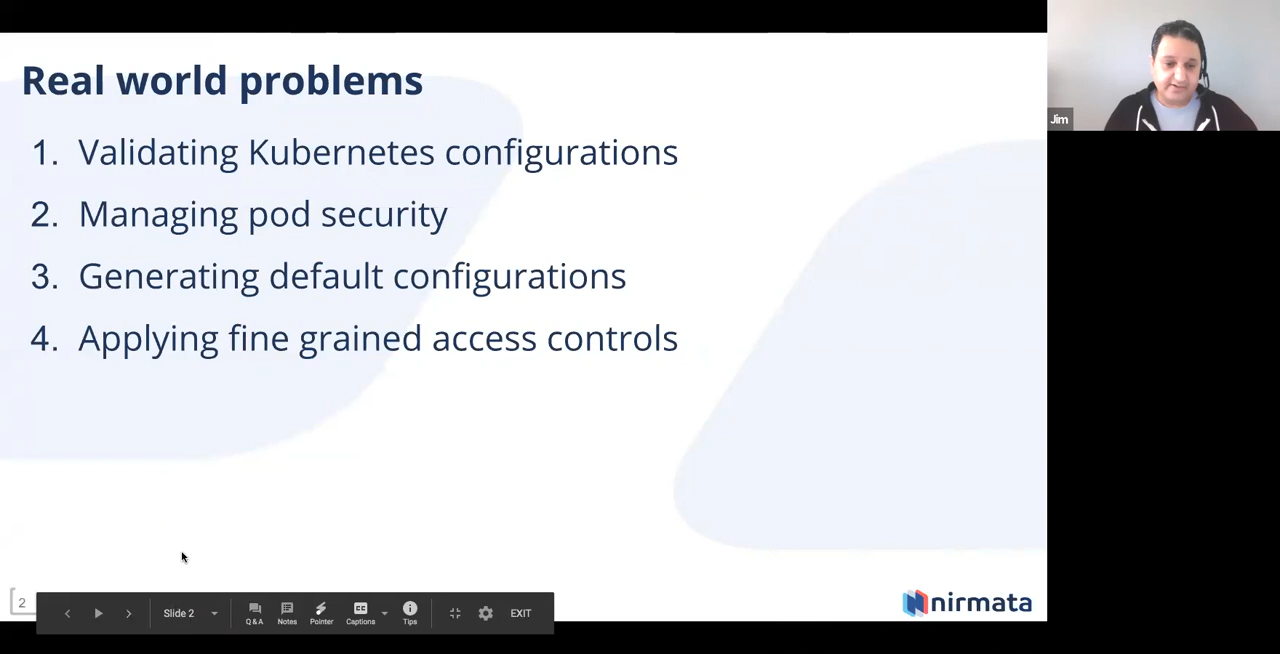 Real world problems
1. Validating Kubernetes configurations
2. Managing pod security
3. Generating default configurations
4. Applying fine grained access controls
Jim
2
Slide 2
Q & A
Notes
Pointer
CC
Captions
Tips
EXIT
nirmata